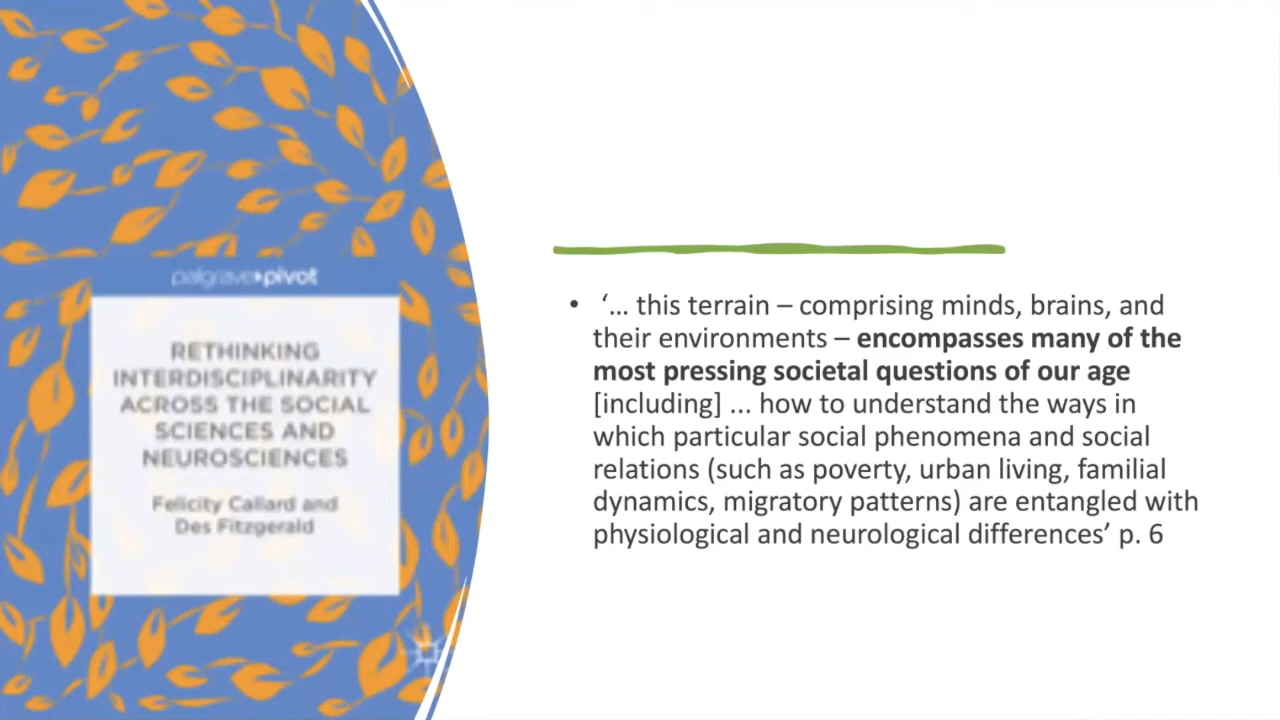 palgrave▸pivot
RETHINKING
INTERDISCIPLINARITY
ACROSS THE SOCIAL
SCIENCES AND
NEUROSCIENCES
Felicity Callard and
Des Fitzgerald
• ‘... this terrain – comprising minds, brains, and
their environments – encompasses many of the
most pressing societal questions of our age
[including] ... how to understand the ways in
which particular social phenomena and social
relations (such as poverty, urban living, familial
dynamics, migratory patterns) are entangled with
physiological and neurological differences’ p. 6